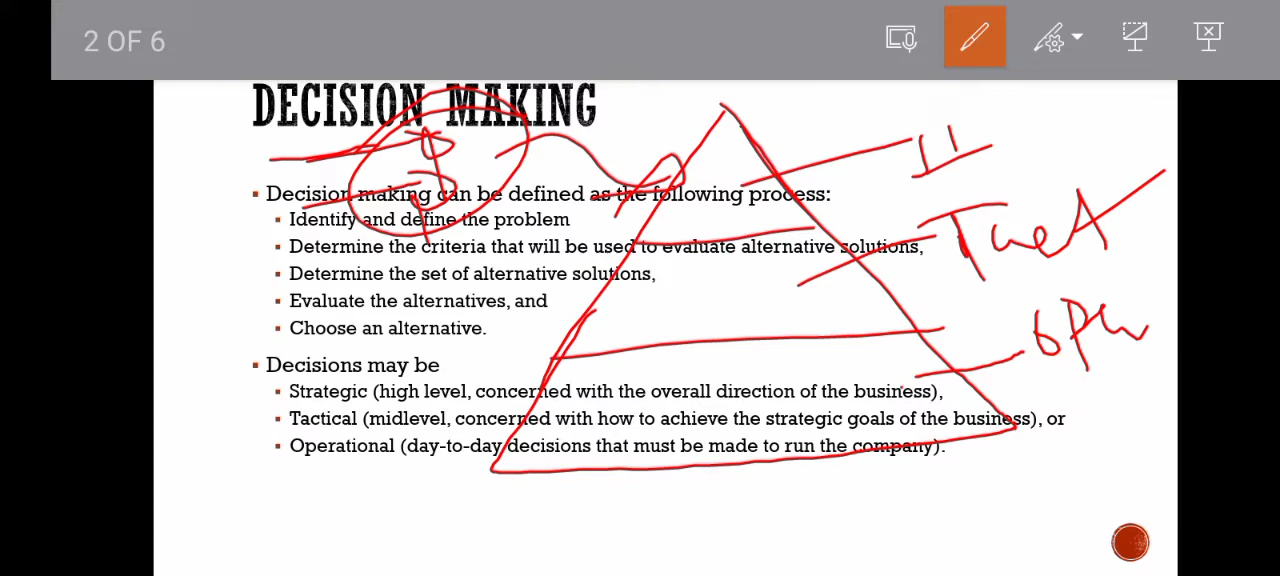 2 OF 6
DECISION MAKING
Decision making can be defined as the following process:
Identify and define the problem
Determine the criteria that will be used to evaluate alternative solutions,
Determine the set of alternative solutions,
Evaluate the alternatives, and
Choose an alternative.
Decisions may be
Strategic (high level, concerned with the overall direction of the business),
Tactical (midlevel, concerned with how to achieve the strategic goals of the business), or
Operational (day-to-day decisions that must be made to run the company).